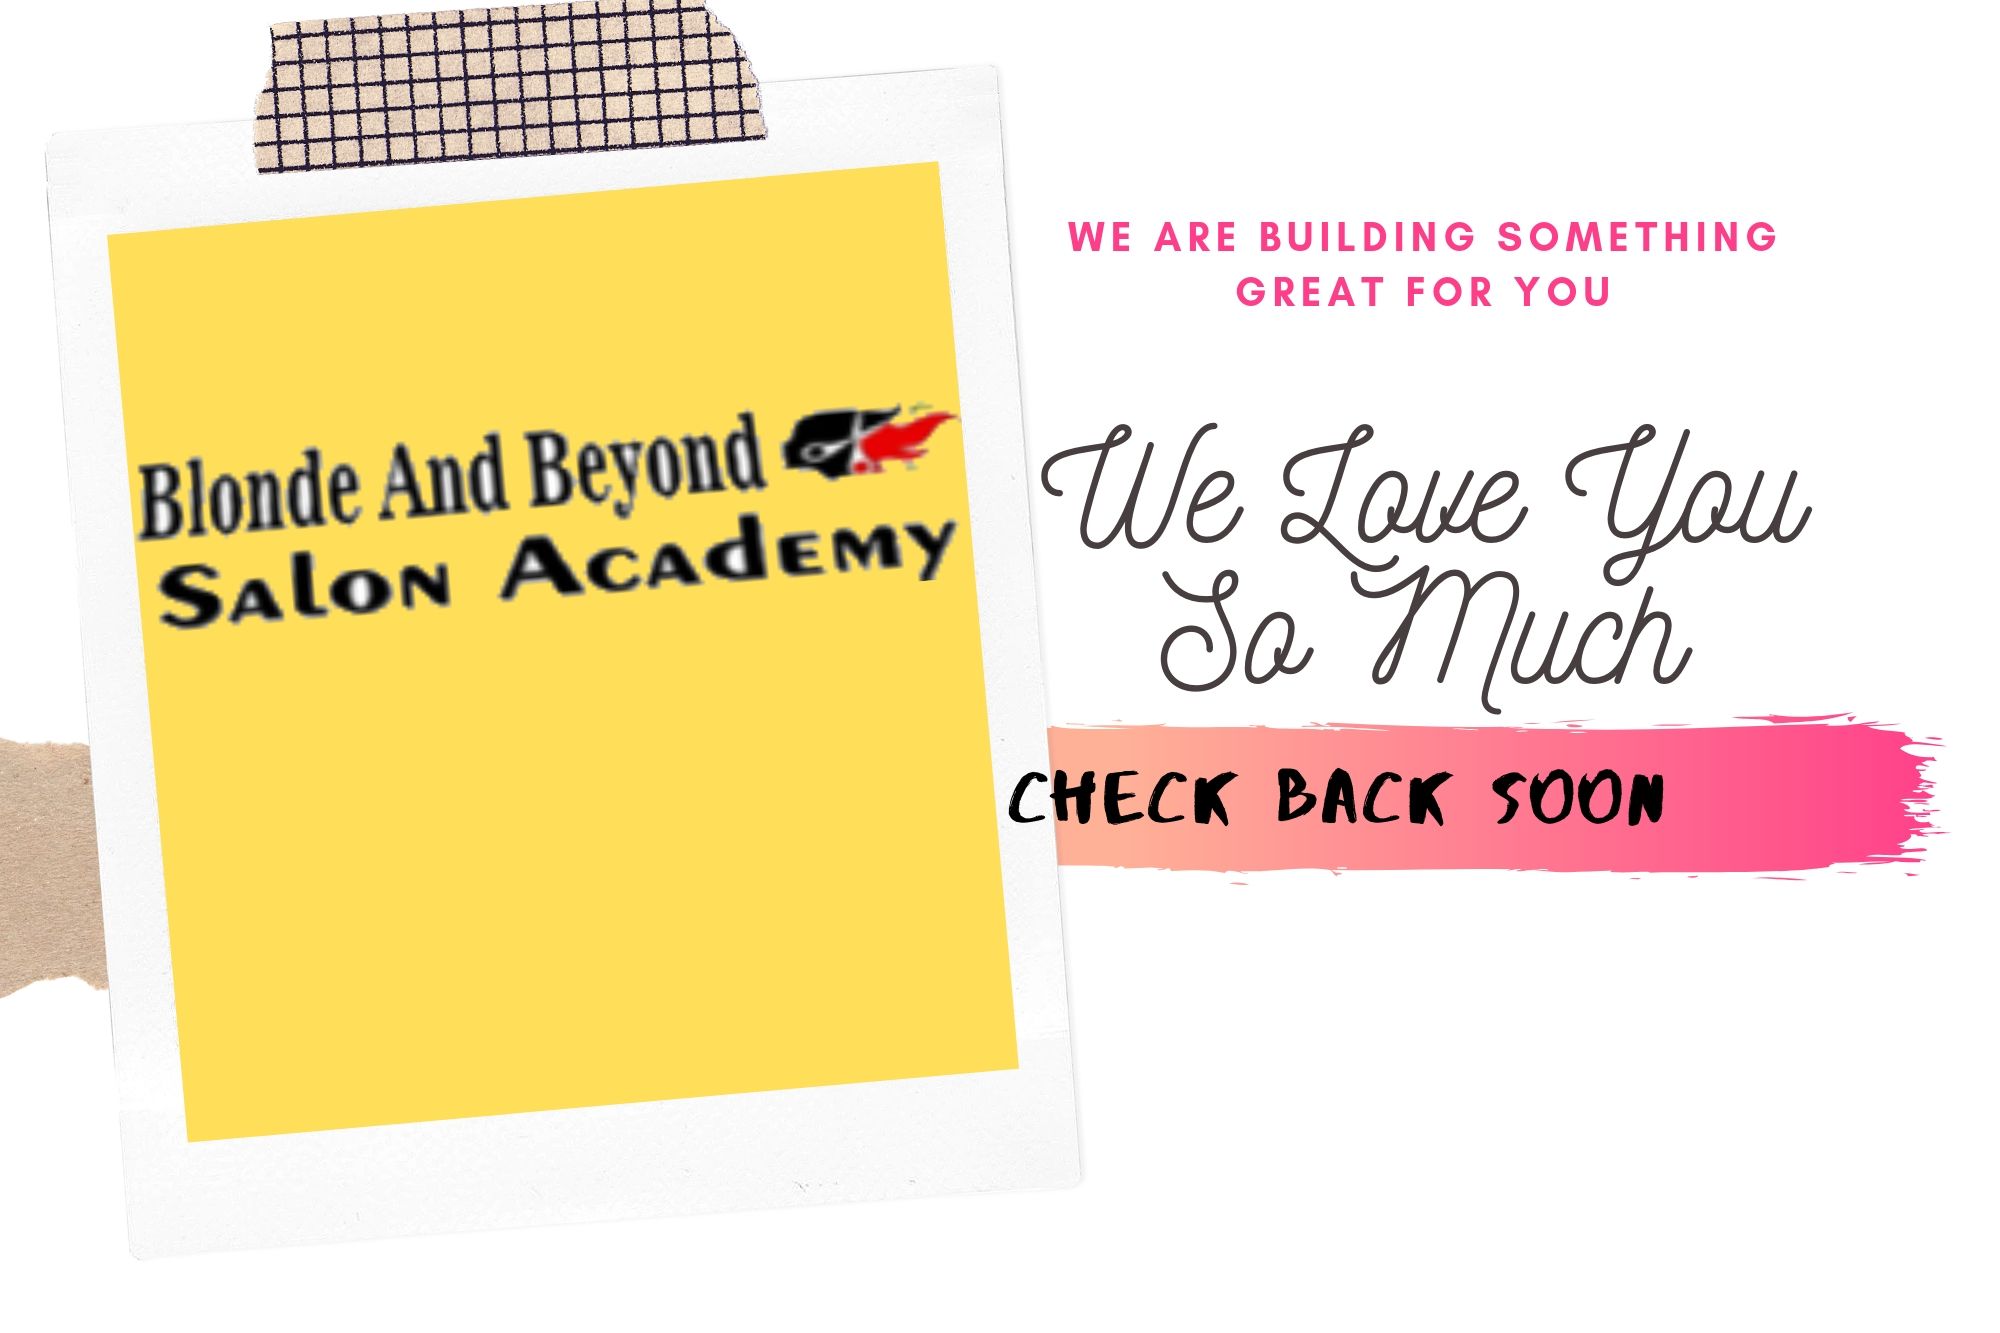 Blonde And Beyond
Salon Academy
WE ARE BUILDING SOMETHING
GREAT FOR YOU
We Love You
So Much
CHECK BACK SOON